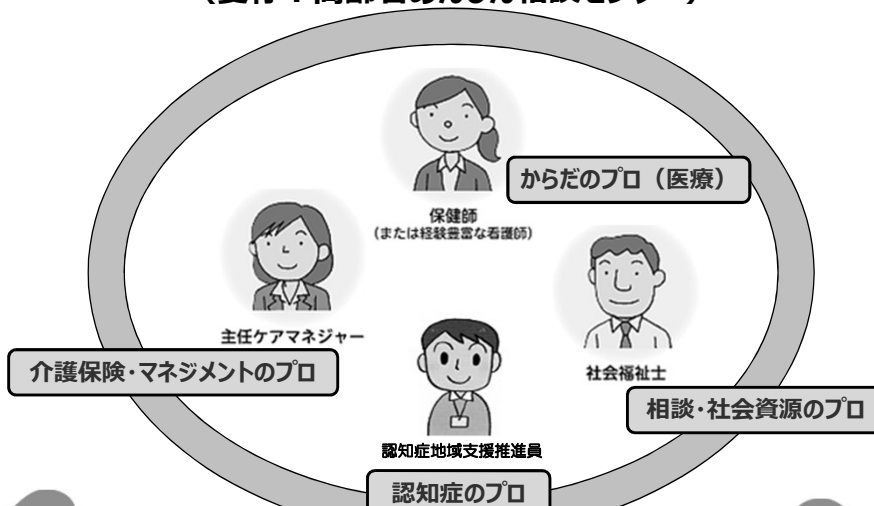 からだのプロ（医療）
保健師
（または経験豊富な看護師）
主任ケアマネジャー
介護保険・マネジメントのプロ
社会福祉士
相談・社会資源のプロ
認知症地域支援推進員
認知症のプロ